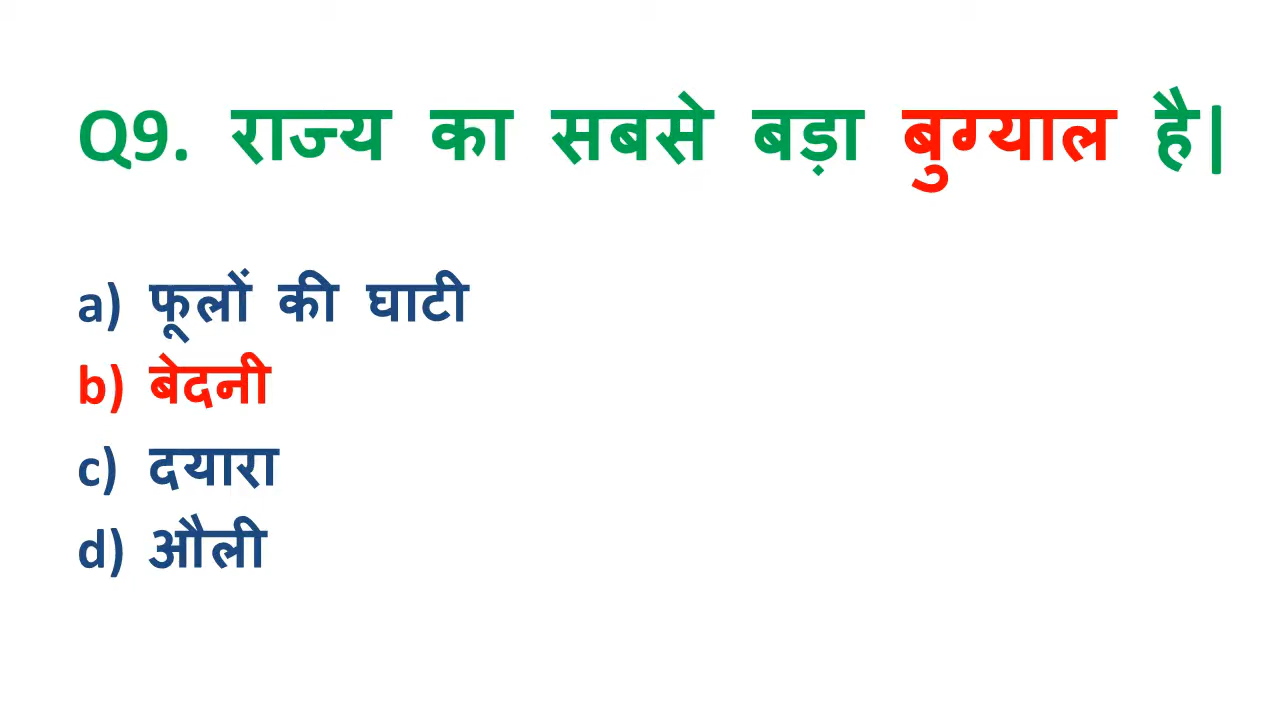 Q9. राज्य का सबसे बड़ा बुग्याल है|
a) फूलों की घाटी
b) बेदनी
c) दयारा
d) औली